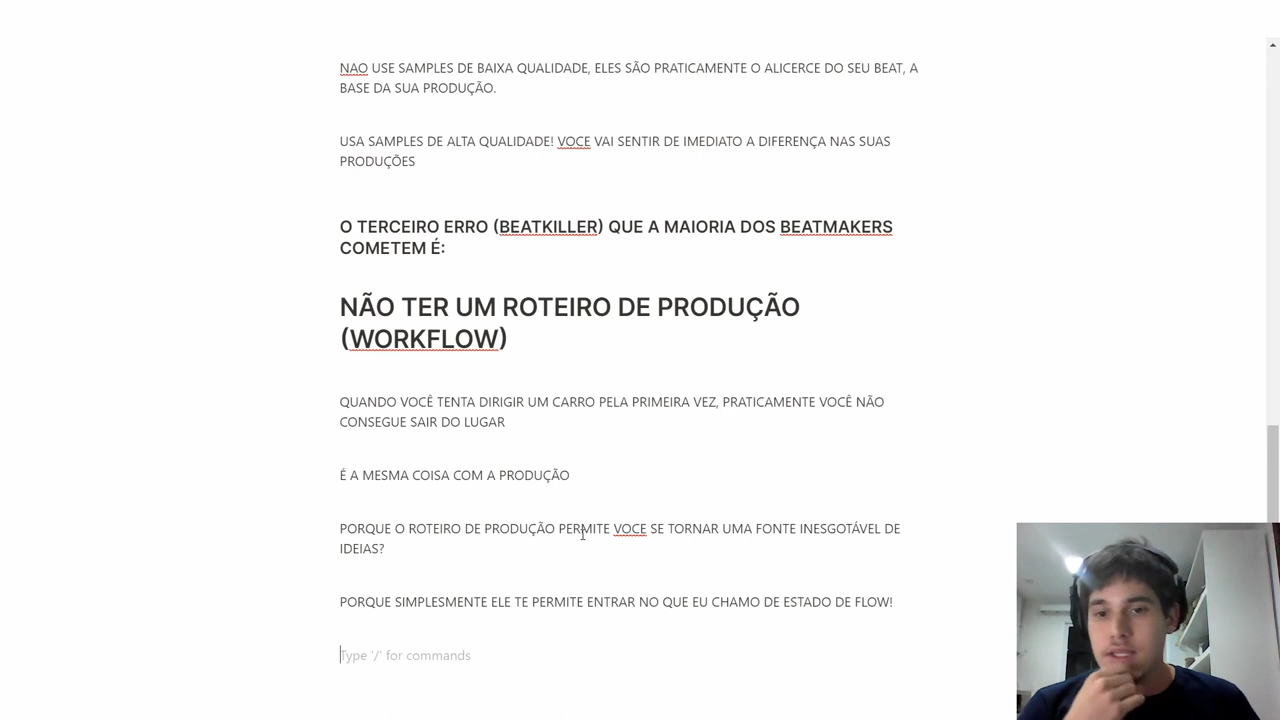 NAO USE SAMPLES DE BAIXA QUALIDADE, ELES SÃO PRATICAMENTE O ALICERCE DO SEU BEAT, A
BASE DA SUA PRODUÇÃO.
USA SAMPLES DE ALTA QUALIDADE! VOCE VAI SENTIR DE IMEDIATO A DIFERENÇA NAS SUAS
PRODUÇÕES
O TERCEIRO ERRO (BEATKILLER) QUE A MAIORIA DOS BEATMAKERS
COMETEM É:
NÃO TER UM ROTEIRO DE PRODUÇÃO
(WORKFLOW)
QUANDO VOCÊ TENTA DIRIGIR UM CARRO PELA PRIMEIRA VEZ, PRATICAMENTE VOCÊ NÃO
CONSEGUE SAIR DO LUGAR
É A MESMA COISA COM A PRODUÇÃO
PORQUE O ROTEIRO DE PRODUÇÃO PERMITE VOCE SE TORNAR UMA FONTE INESGOTÁVEL DE
IDEIAS?
PORQUE SIMPLESMENTE ELE TE PERMITE ENTRAR NO QUE EU CHAMO DE ESTADO DE FLOW!
Type '/' for commands